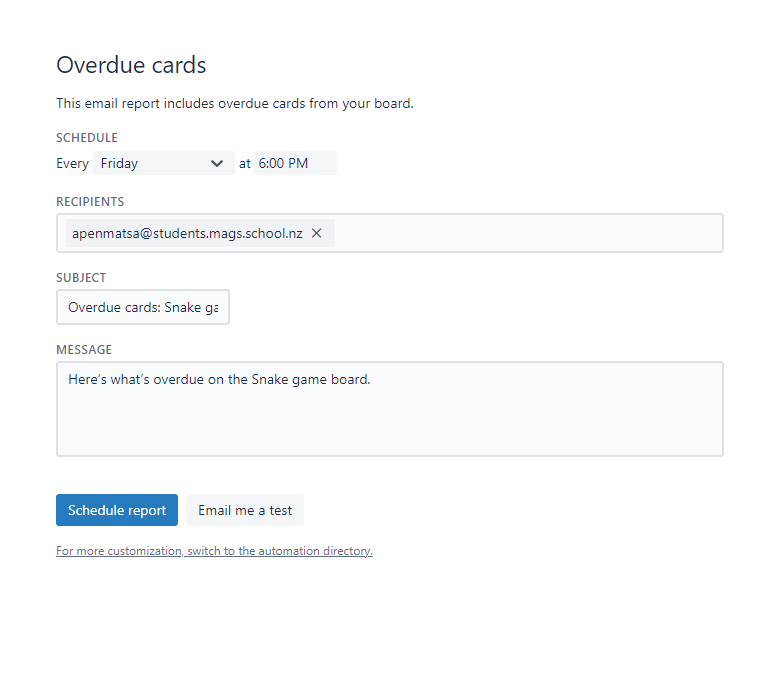 Overdue cards
This email report includes overdue cards from your board.
SCHEDULE
Every Friday at 6:00 PM
RECIPIENTS
apenmatsa@students.mags.school.nz
SUBJECT
Overdue cards: Snake ga
MESSAGE
Here's what's overdue on the Snake game board.
Schedule report Email me a test
For more customization, switch to the automation directory.